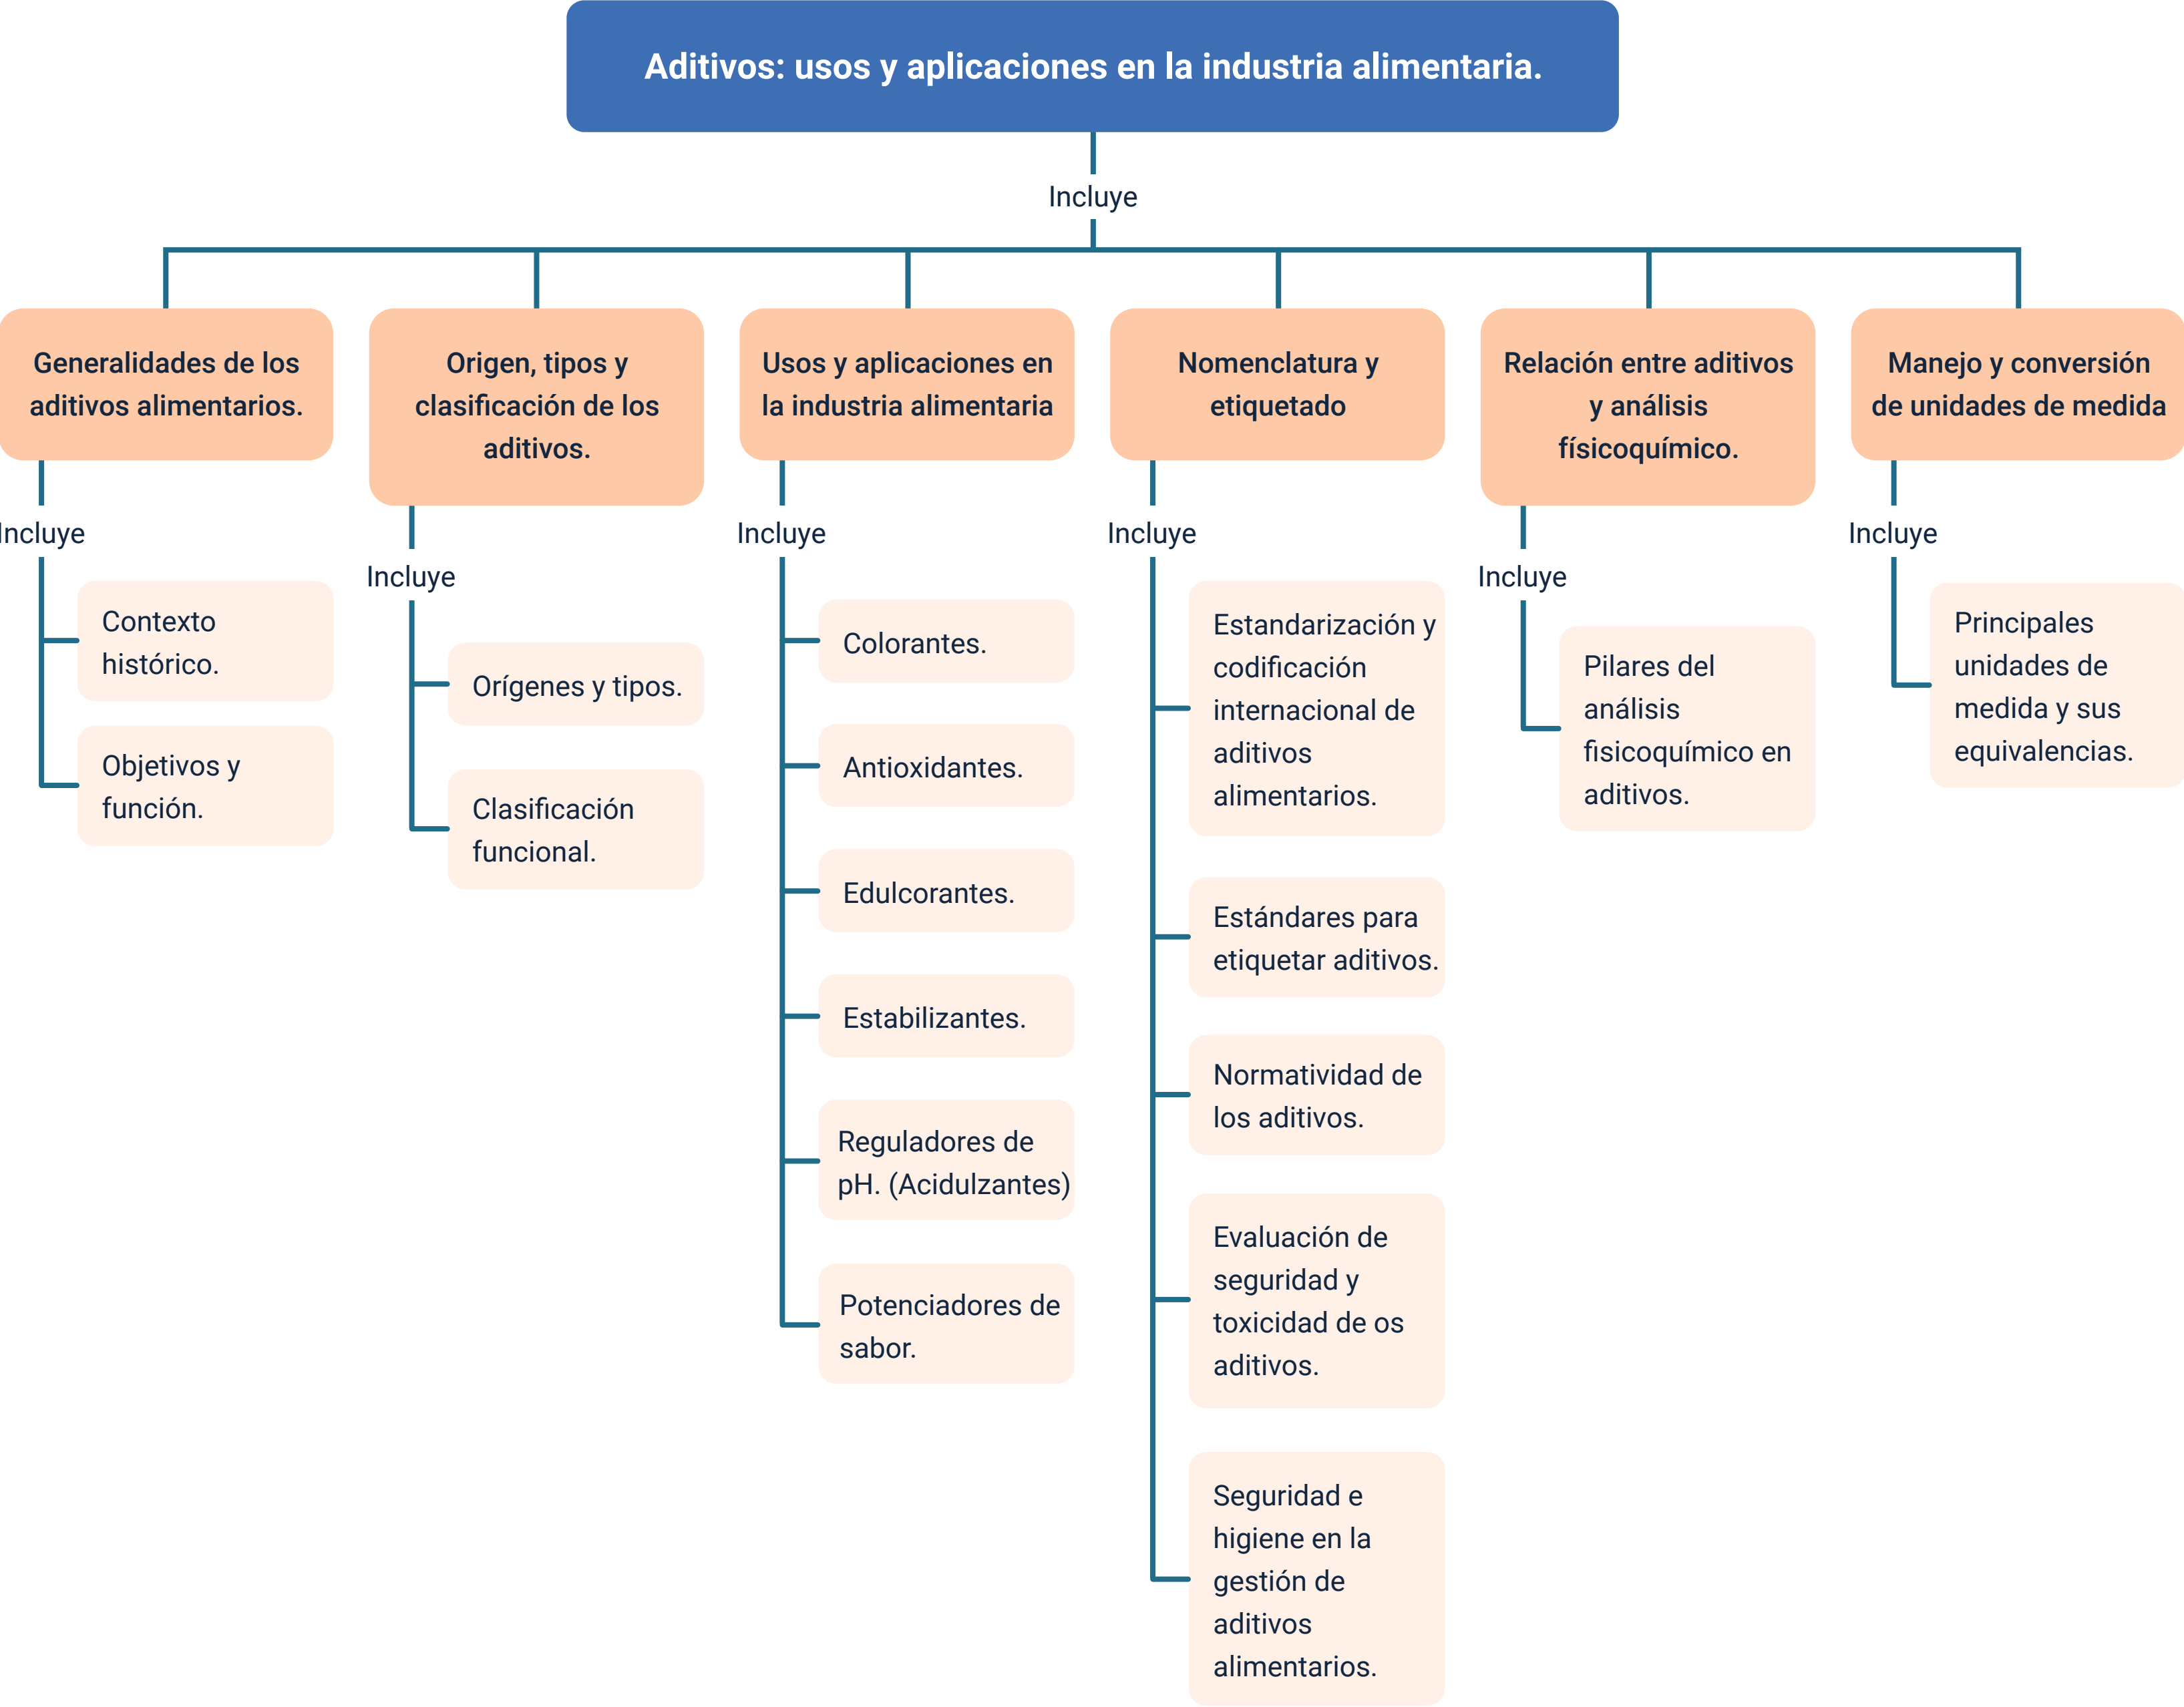 Aditivos: usos y aplicaciones en la industria alimentaria.
Incluye
Generalidades de los
aditivos alimentarios.
Incluye
Contexto
histórico.
Objetivos y
función.
Origen, tipos y
clasificación de los
aditivos.
Incluye
Orígenes y tipos.
Clasificación
funcional.
Usos y aplicaciones en
la industria alimentaria
Incluye
Colorantes.
Antioxidantes.
Edulcorantes.
Estabilizantes.
Reguladores de
pH. (Acidulzantes)
Potenciadores de
sabor.
Nomenclatura y
etiquetado
Incluye
Estandarización y
codificación
internacional de
aditivos
alimentarios.
Estándares para
etiquetar aditivos.
Normatividad de
los aditivos.
Evaluación de
seguridad y
toxicidad de os
aditivos.
Seguridad e
higiene en la
gestión de
aditivos
alimentarios.
Relación entre aditivos
y análisis
físicoquímico.
Incluye
Pilares del
análisis
fisicoquímico en
aditivos.
Manejo y conversión
de unidades de medida
Incluye
Principales
unidades de
medida y sus
equivalencias.